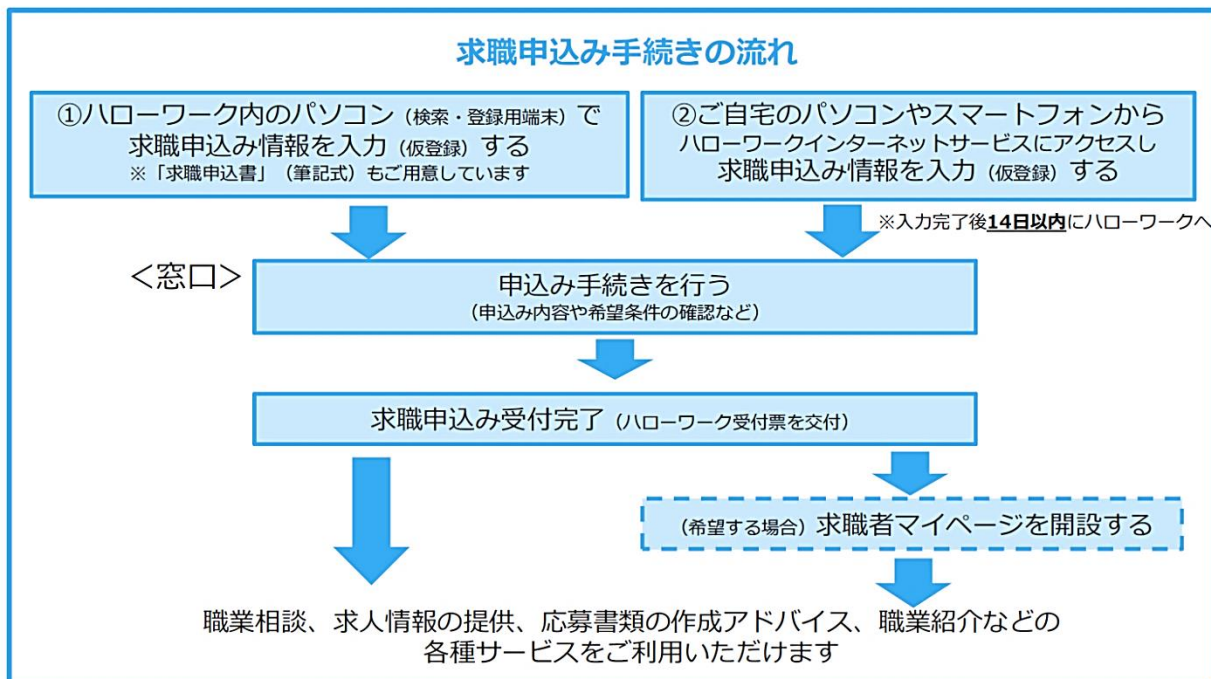 求職申込み手続きの流れ
①ハローワーク内のパソコン（検索・登録用端末）で
求職申込み情報を入力（仮登録）する
※「求職申込書」（筆記式）もご用意しています
②ご自宅のパソコンやスマートフォンから
ハローワークインターネットサービスにアクセスし
求職申込み情報を入力（仮登録）する
※入力完了後14日以内にハローワークへ
＜窓口＞
申込み手続きを行う
（申込み内容や希望条件の確認など）
求職申込み受付完了（ハローワーク受付票を交付）
（希望する場合）求職者マイページを開設する
職業相談、求人情報の提供、応募書類の作成アドバイス、職業紹介などの
各種サービスをご利用いただけます